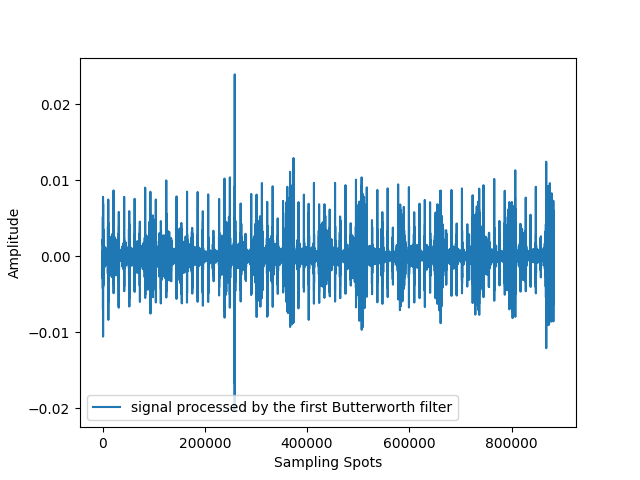 0.02
0.01
0.00
−0.01
−0.02
Amplitude
signal processed by the first Butterworth filter
0 200000 400000 600000 800000
Sampling Spots